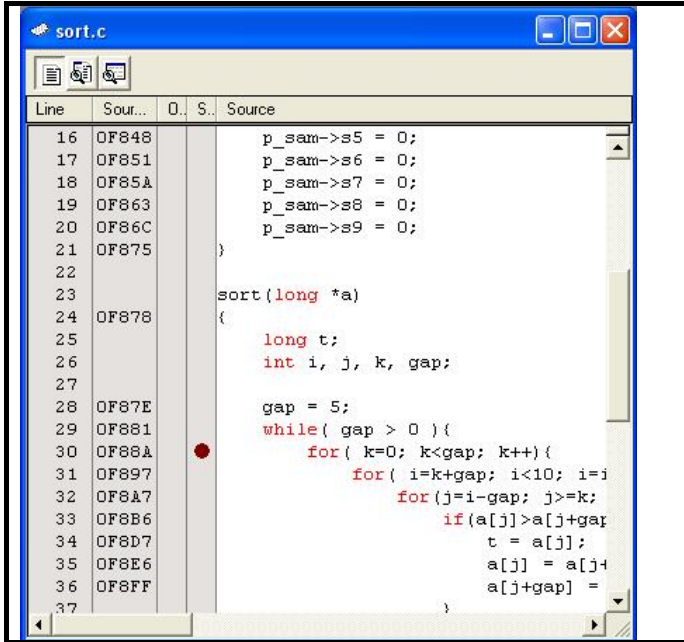 sort.c
Line Sour... O.. S.. Source
16 0F848 p_sam->s5 = 0;
17 0F851 p_sam->s6 = 0;
18 0F85A p_sam->s7 = 0;
19 0F863 p_sam->s8 = 0;
20 0F86C p_sam->s9 = 0;
21 0F875 }
22
23 sort(long *a)
24 0F878 {
25 long t;
26 int i, j, k, gap;
27
28 0F87E gap = 5;
29 0F881 while( gap > 0 ){
30 0F88A for( k=0; k<gap; k++){
31 0F897 for( i=k+gap; i<10; i=i
32 0F8A7 for(j=i-gap; j>=k;
33 0F8B6 if(a[j]>a[j+gap
34 0F8D7 t = a[j];
35 0F8E6 a[j] = a[j+
36 0F8FF a[j+gap] =
37 }